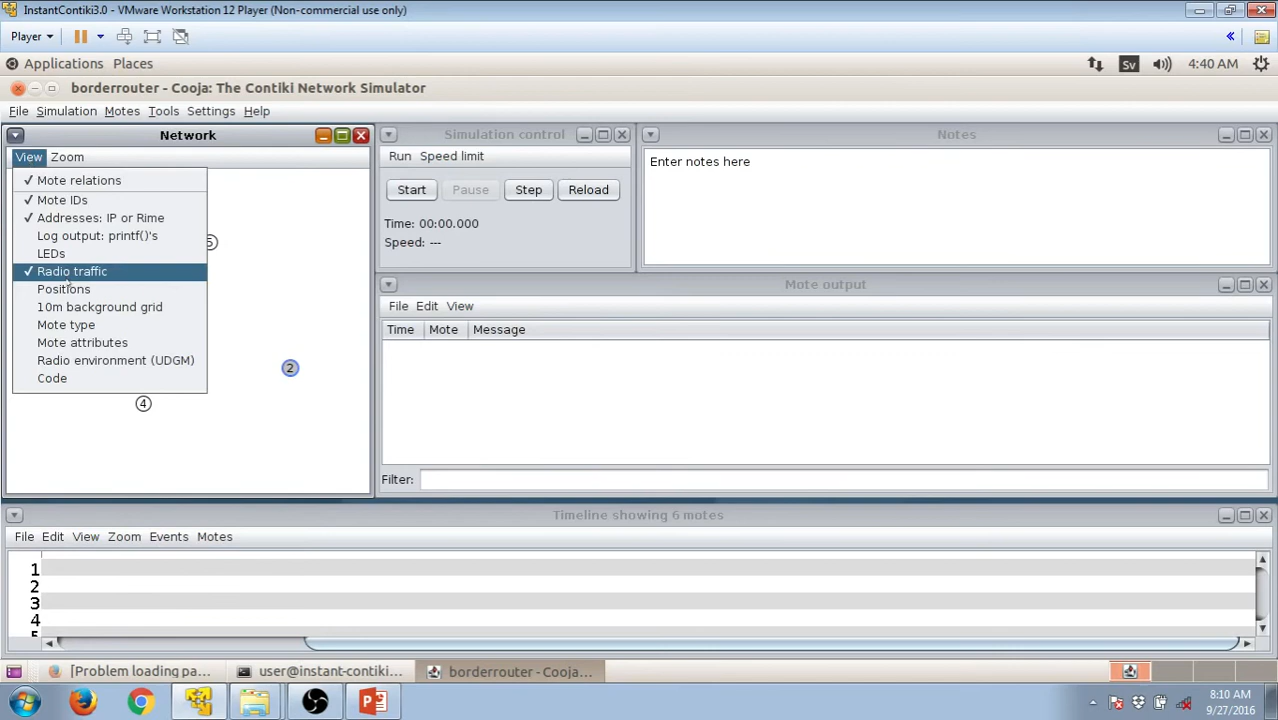 InstantContiki3.0 - VMware Workstation 12 Player (Non-commercial use only)
Player
Applications Places
Sv 4:40 AM
borderrouter - Cooja: The Contiki Network Simulator
File Simulation Motes Tools Settings Help
Network
View Zoom
Mote relations
Mote IDs
Addresses: IP or Rime
Log output: printf()'s
LEDs
Radio traffic
Positions
10m background grid
Mote type
Mote attributes
Radio environment (UDGM)
Code
2
4
Simulation control
Run Speed limit
Start Pause Step Reload
Time: 00:00.000
Speed: ---
Notes
Enter notes here
Mote output
File Edit View
Time Mote Message
Filter:
Timeline showing 6 motes
File Edit View Zoom Events Motes
1
2
3
4
[Problem loading pa... user@instant-contiki... borderrouter - Cooja...
8:10 AM
9/27/2016